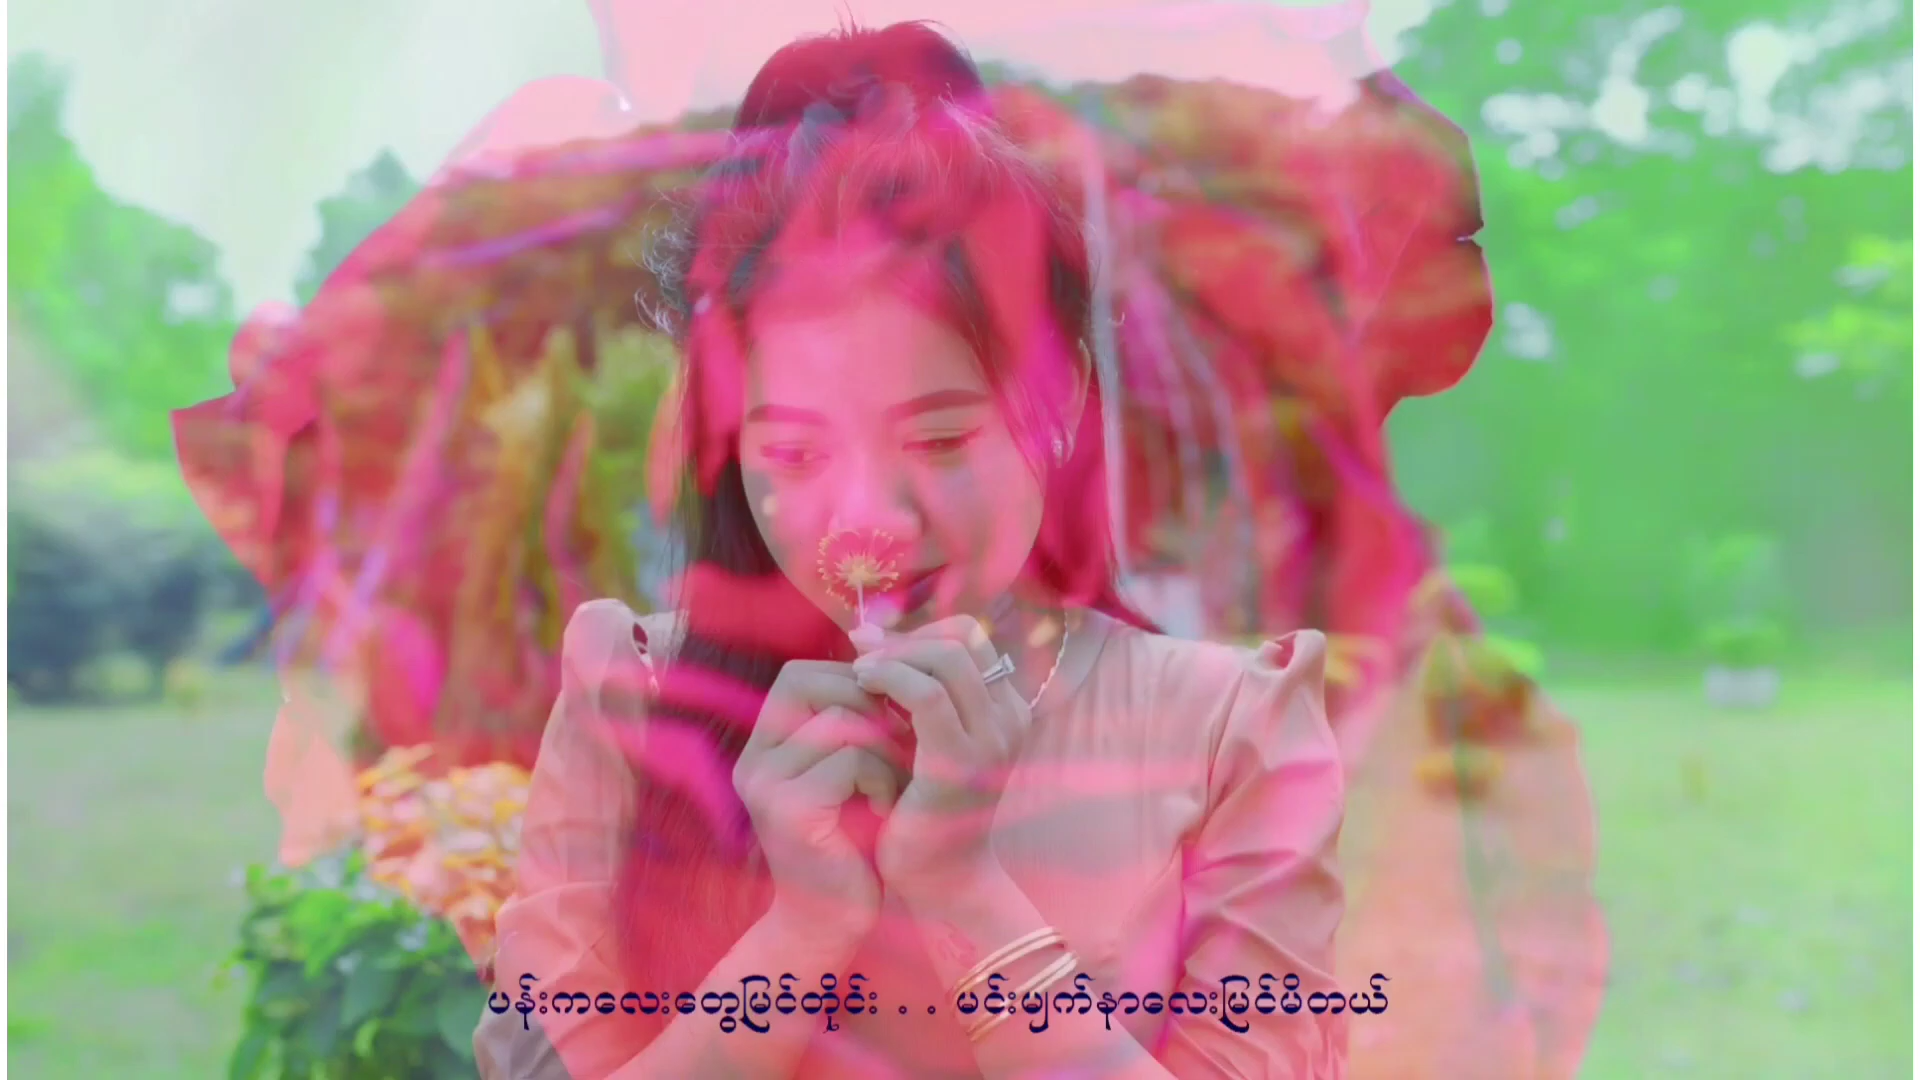 ပန်းကလေးတွေမြင်တိုင်း . . မင်းမျက်နှာလေးမြင်မိတယ်